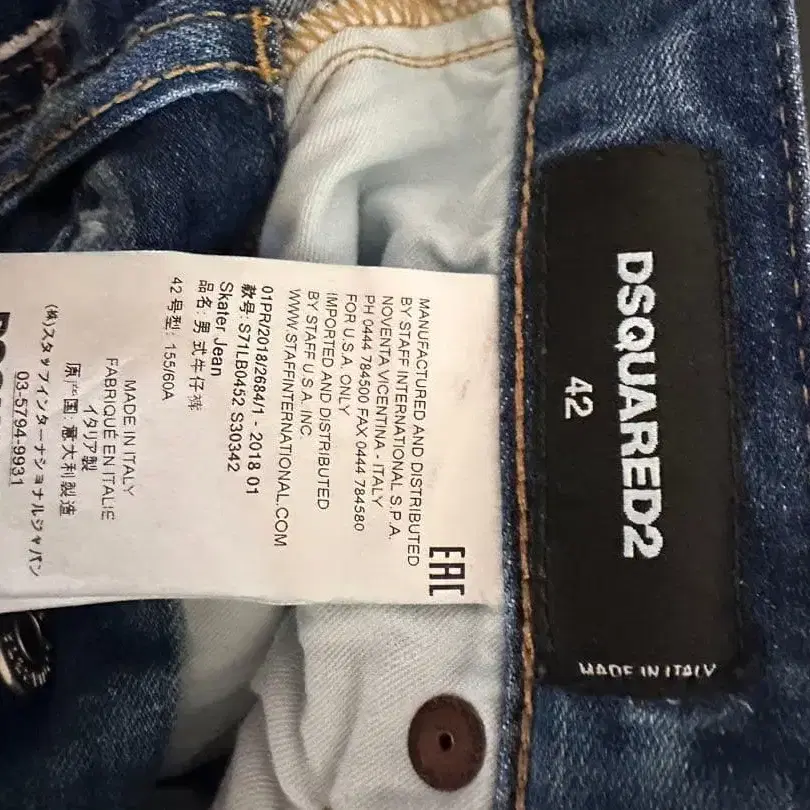 DSQUARED2
42
MADE IN ITALY
EAC
MANUFACTURED AND DISTRIBUTED
BY STAFF INTERNATIONAL S.P.A.
NOVENTA VICENTINA - ITALY
PH 0444 784500 FAX 0444 784580
FOR U.S.A. ONLY
IMPORTED AND DISTRIBUTED
BY STAFF U.S.A. INC.
WWW.STAFFINTERNATIONAL.COM
01PR/2018/2684/1 - 2018 01
款号: S71LB0452 S30342
Skater Jean
品名: 男 式 牛 仔 裤
42 号型: 155/60A
MADE IN ITALY
FABRIQUÉ EN ITALIE
イタリア製
原产国: 意大利製造
(株)スタッフインターナショナルジャパン
03-5794-9931